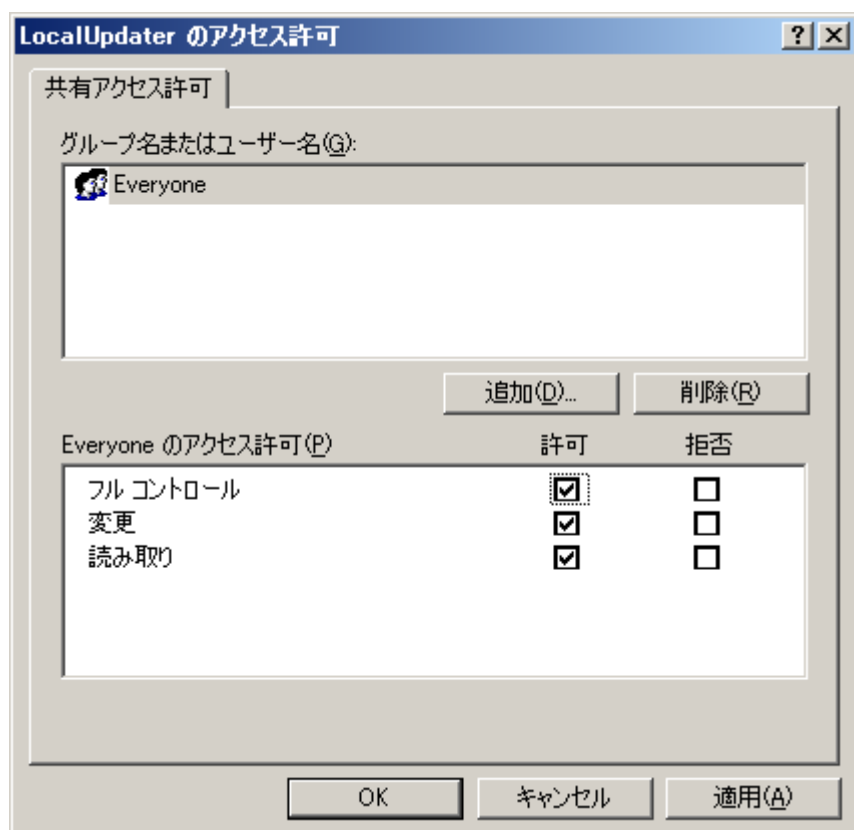 LocalUpdater のアクセス許可
共有アクセス許可
グループ名またはユーザー名(G):
Everyone
追加(D)... 削除(R)
Everyone のアクセス許可(P) 許可 拒否
フル コントロール
変更
読み取り
OK キャンセル 適用(A)